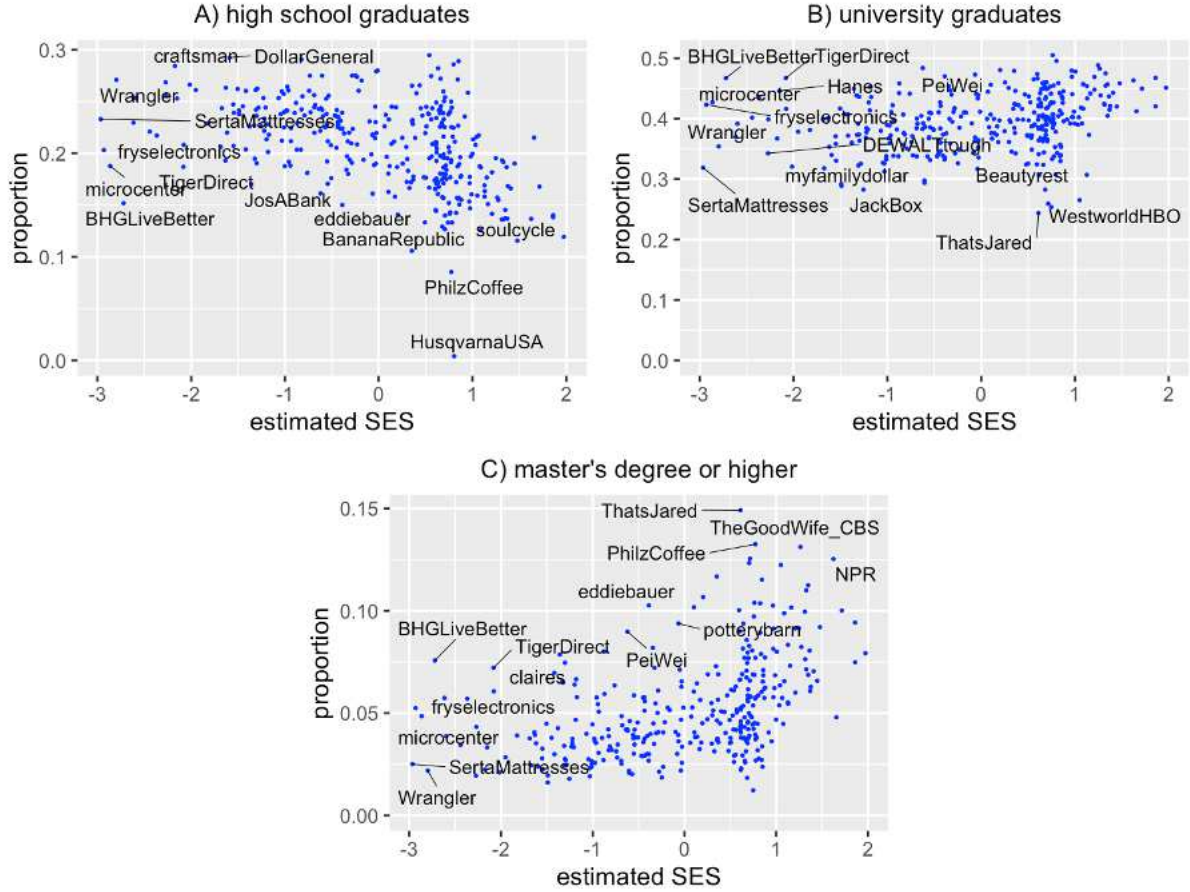 A) high school graduates
B) university graduates
0.3
craftsman
DollarGeneral
Wrangler
SertaMattresses
0.2
fryselectronics
microcenter
TigerDirect
JosABank
BHGLiveBetter
eddiebauer
soulcycle
BananaRepublic
0.1
PhilzCoffee
HusqvarnaUSA
0.0
proportion
-3 -2 -1 0 1 2
estimated SES
0.5
BHGLiveBetter
TigerDirect
microcenter
Hanes
PeiWei
0.4
fryselectronics
Wrangler
DEWALTtough
0.3
myfamilydollar
Beautyrest
SertaMattresses
JackBox
WestworldHBO
0.2
ThatsJared
0.1
0.0
proportion
-3 -2 -1 0 1 2
estimated SES
C) master's degree or higher
0.15
ThatsJared
TheGoodWife_CBS
PhilzCoffee
NPR
eddiebauer
0.10
BHGLiveBetter
potterybarn
TigerDirect
PeiWei
claires
0.05
fryselectronics
microcenter
SertaMattresses
Wrangler
0.00
proportion
-3 -2 -1 0 1 2
estimated SES